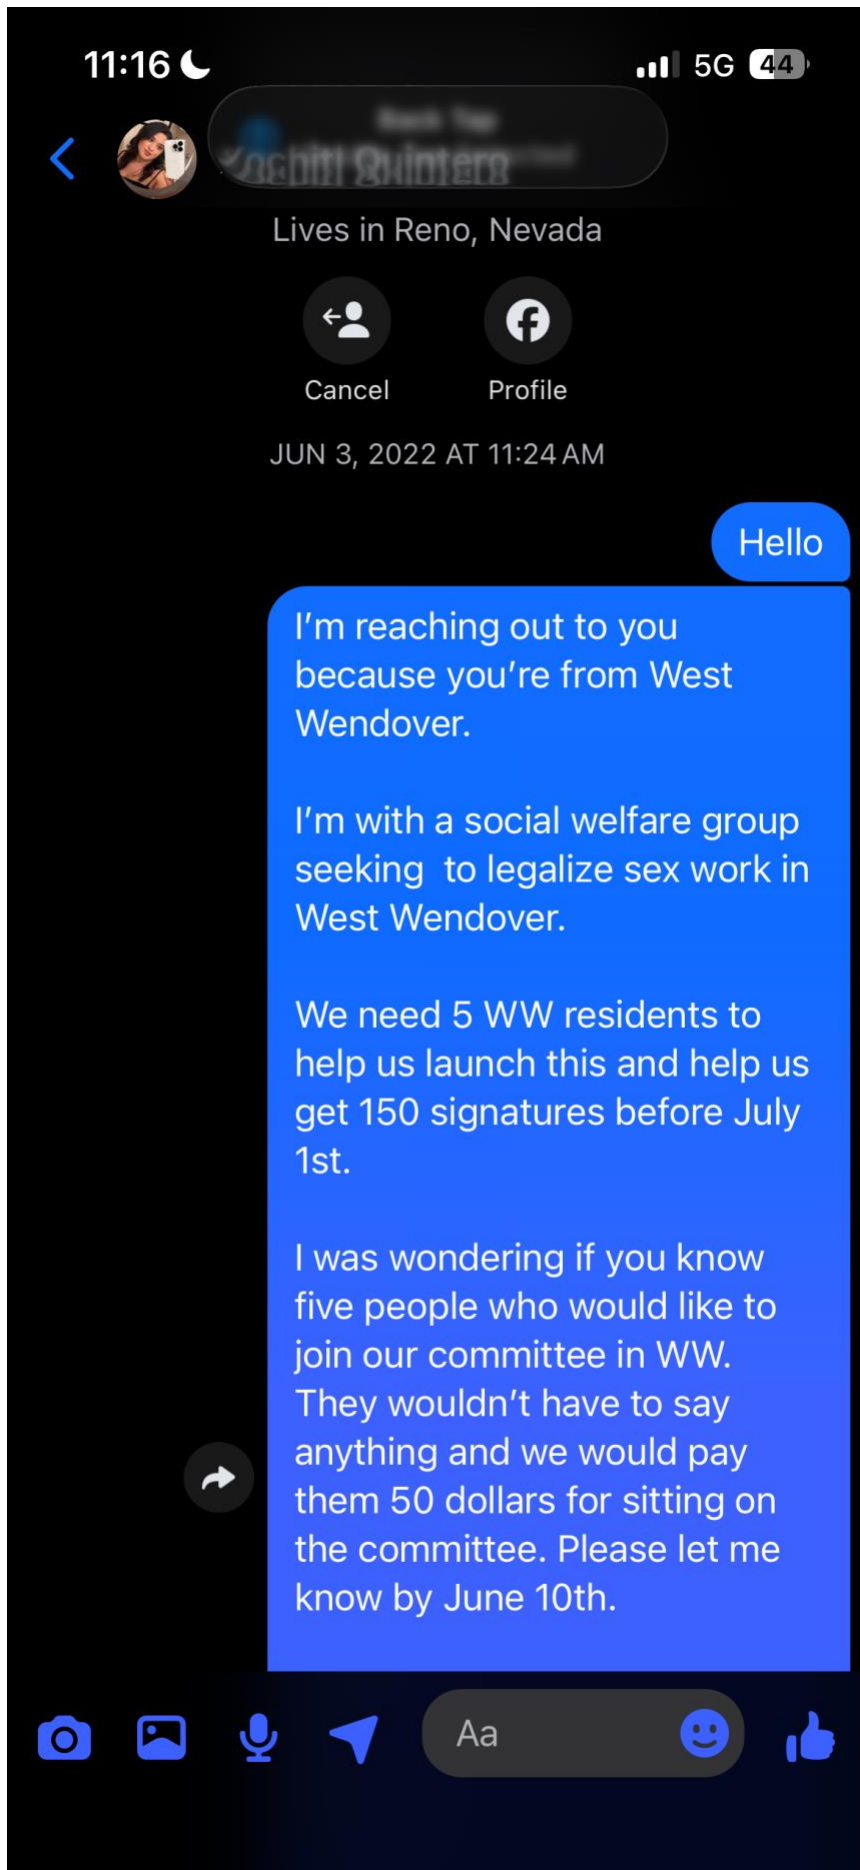 11:16
5G 44
Back Tap
Xochitl Quintero
Lives in Reno, Nevada
Cancel Profile
JUN 3, 2022 AT 11:24 AM
Hello
I'm reaching out to you
because you're from West
Wendover.
I'm with a social welfare group
seeking  to legalize sex work in
West Wendover.
We need 5 WW residents to
help us launch this and help us
get 150 signatures before July
1st.
I was wondering if you know
five people who would like to
join our committee in WW.
They wouldn't have to say
anything and we would pay
them 50 dollars for sitting on
the committee. Please let me
know by June 10th.
Aa